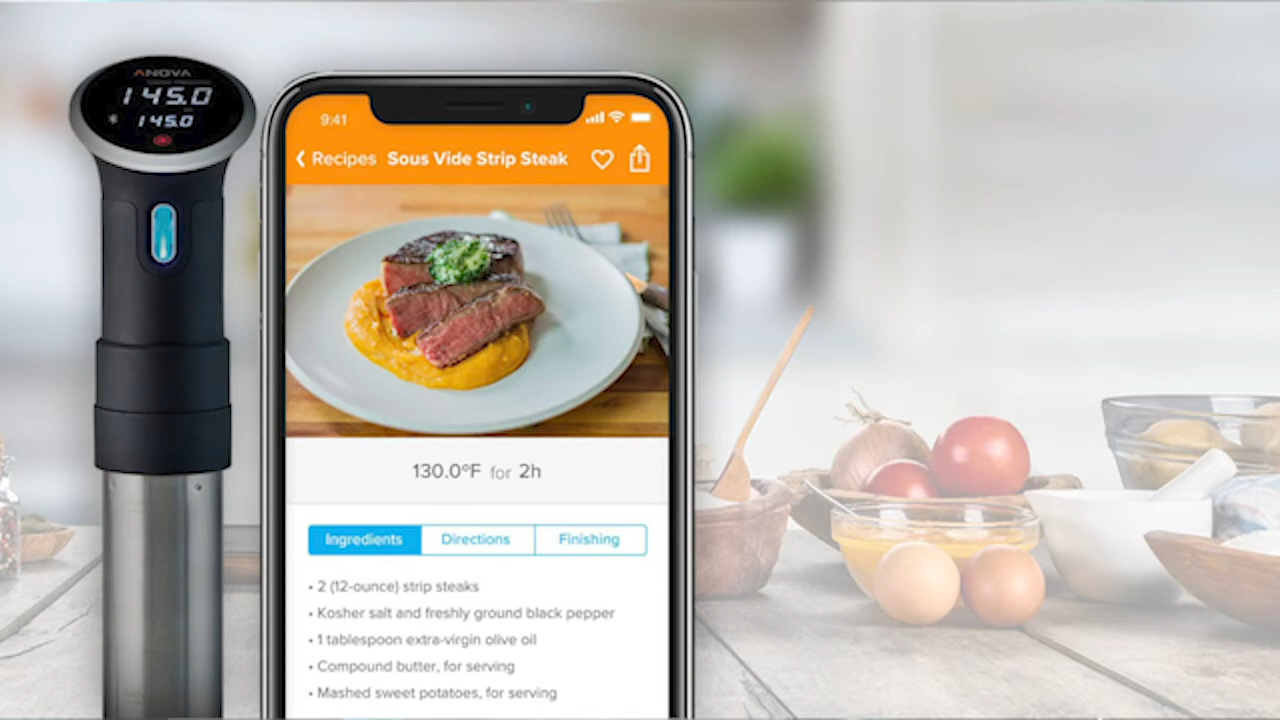 ANOVA
145.0
145.0
9:41
Recipes Sous Vide Strip Steak
130.0°F for 2h
Ingredients Directions Finishing
• 2 (12-ounce) strip steaks
• Kosher salt and freshly ground black pepper
• 1 tablespoon extra-virgin olive oil
• Compound butter, for serving
• Mashed sweet potatoes, for serving